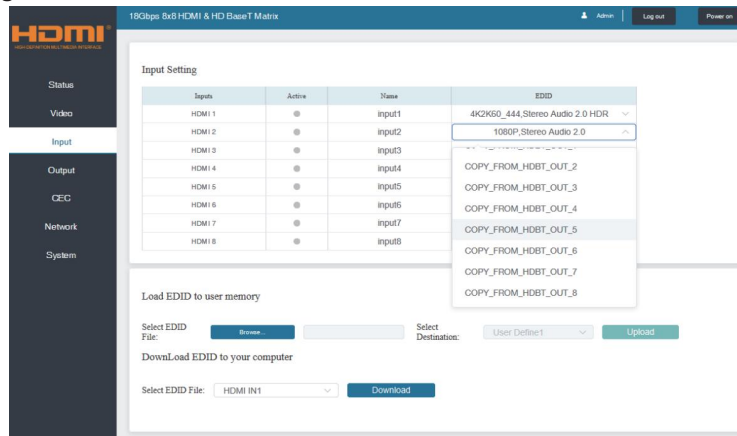 18Gbps 8x8 HDMI & HD BaseT Matrix
Admin
Log out
Power on
HDMI
HIGH DEFINITION MULTIMEDIA INTERFACE
Status
Video
Input
Output
CEC
Network
System
Input Setting
Inputs Active Name EDID
HDMI 1 input1 4K2K60_444,Stereo Audio 2.0 HDR
HDMI 2 input2 1080P,Stereo Audio 2.0
HDMI 3 input3
HDMI 4 input4 COPY_FROM_HDBT_OUT_2
HDMI 5 input5 COPY_FROM_HDBT_OUT_3
HDMI 6 input6 COPY_FROM_HDBT_OUT_4
HDMI 7 input7 COPY_FROM_HDBT_OUT_5
HDMI 8 input8 COPY_FROM_HDBT_OUT_6
COPY_FROM_HDBT_OUT_7
COPY_FROM_HDBT_OUT_8
Load EDID to user memory
Select EDID
File:
Browse...
Select
Destination:
User Define1
Upload
DownLoad EDID to your computer
Select EDID File: HDMI IN1 Download